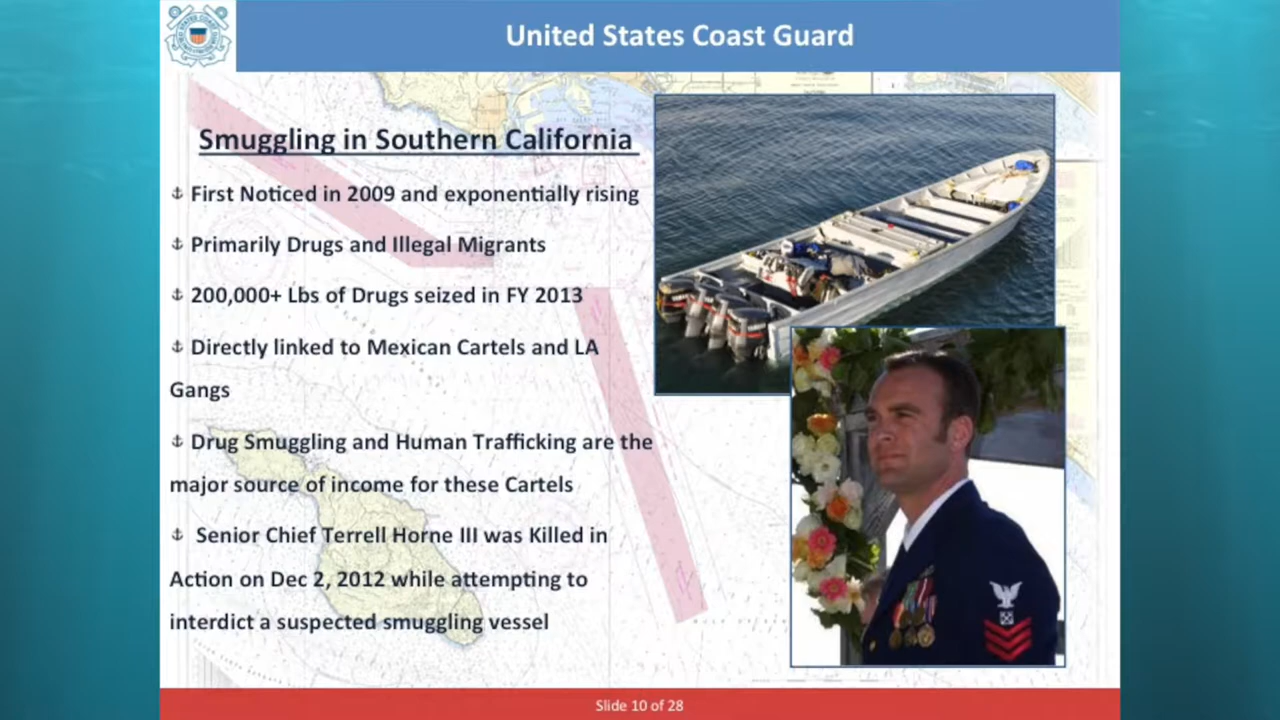 United States Coast Guard
Smuggling in Southern California
⚓ First Noticed in 2009 and exponentially rising
⚓ Primarily Drugs and Illegal Migrants
⚓ 200,000+ Lbs of Drugs seized in FY 2013
⚓ Directly linked to Mexican Cartels and LA
Gangs
⚓ Drug Smuggling and Human Trafficking are the
major source of income for these Cartels
⚓ Senior Chief Terrell Horne III was Killed in
Action on Dec 2, 2012 while attempting to
interdict a suspected smuggling vessel
Slide 10 of 28